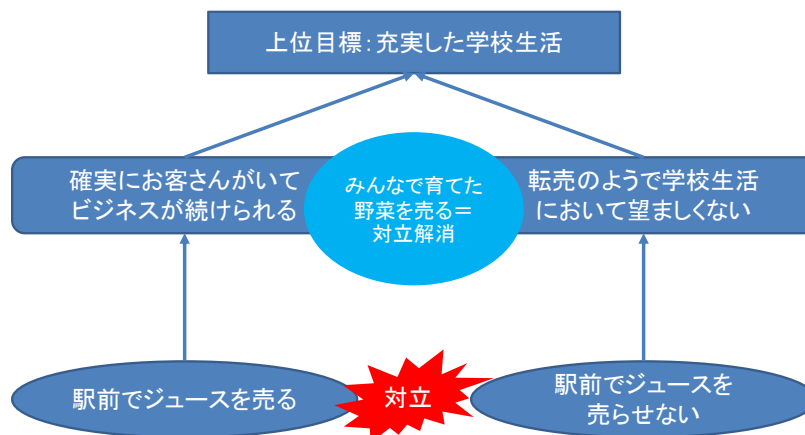 上位目標：充実した学校生活
確実にお客さんがいて
ビジネスが続けられる
みんなで育てた
野菜を売る＝
対立解消
転売のようで学校生活
において望ましくない
駅前でジュースを売る
対立
駅前でジュースを
売らせない